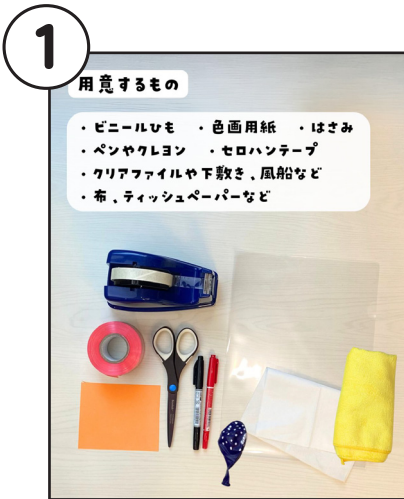 1
用意するもの
・ビニールひも ・色画用紙 ・はさみ
・ペンやクレヨン ・セロハンテープ
・クリアファイルや下敷き、風船など
・布、ティッシュペーパーなど